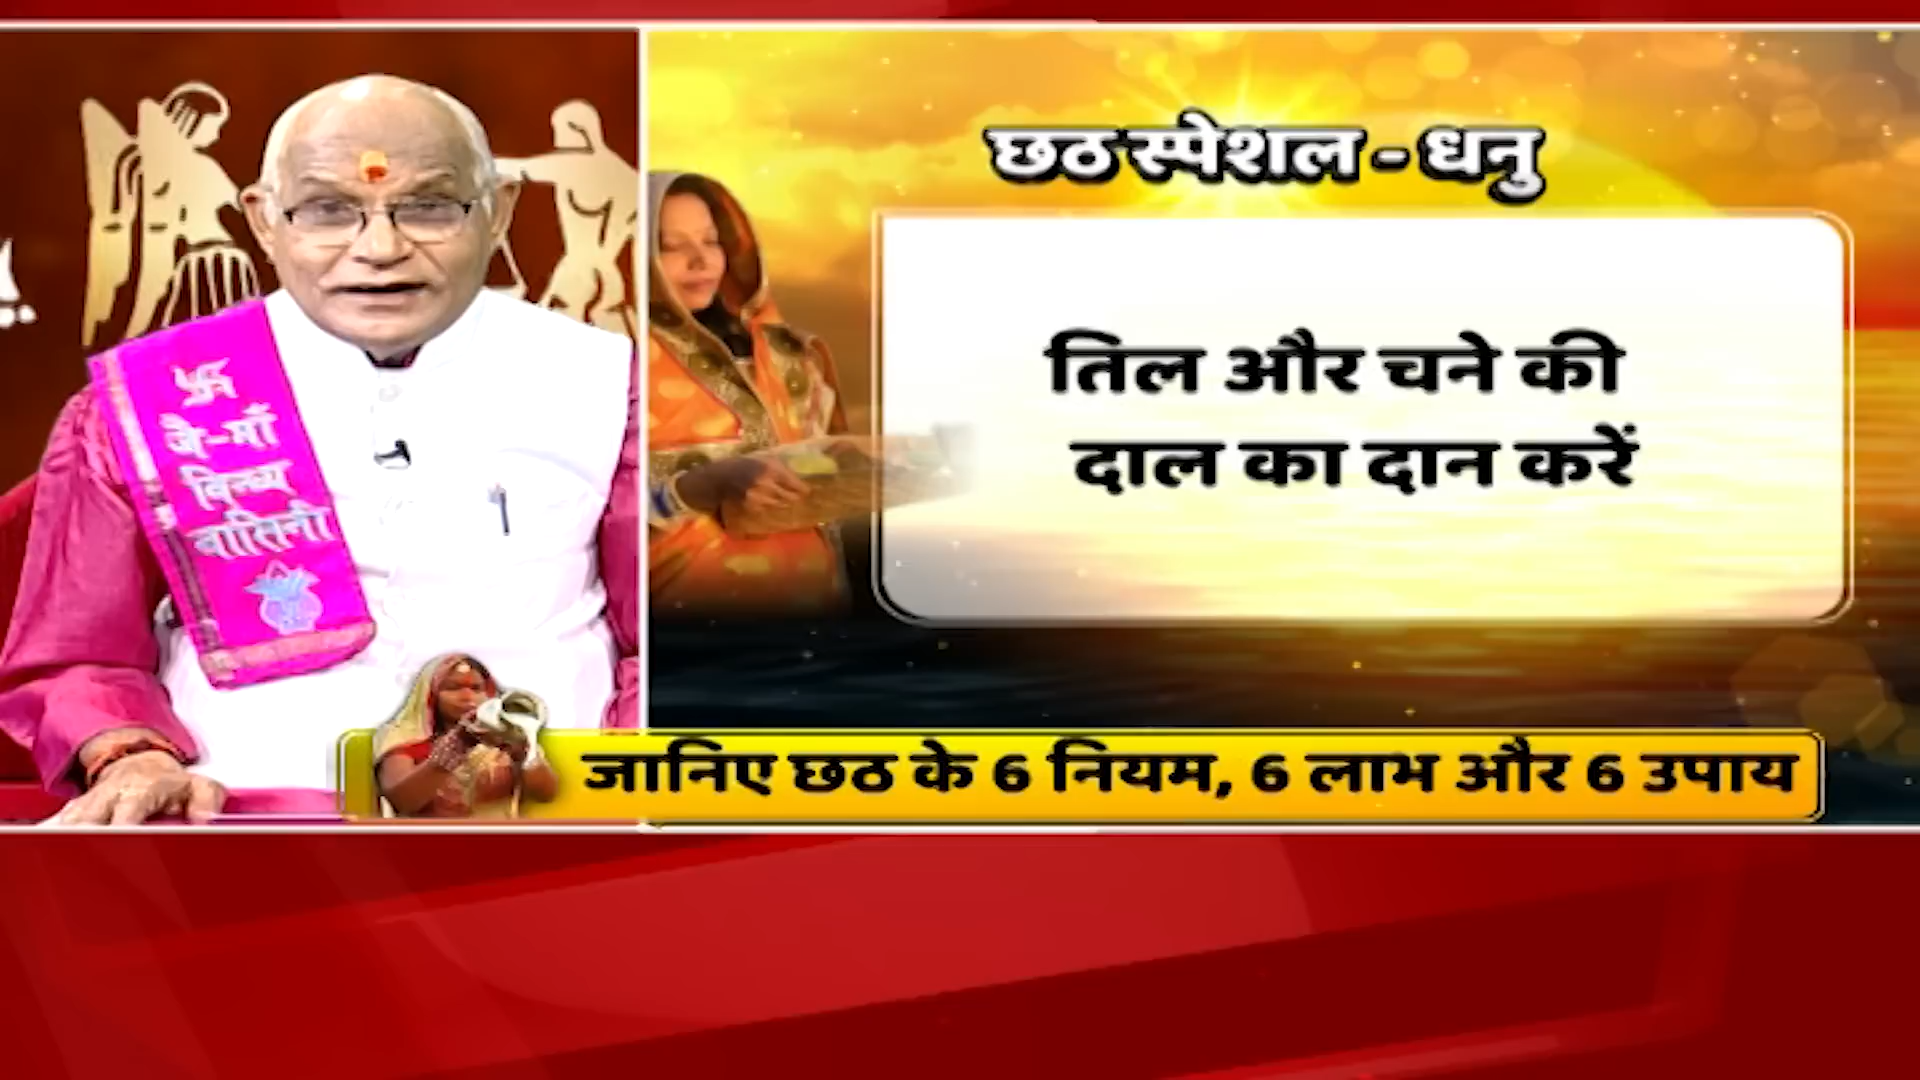 छठ स्पेशल - धनु
तिल और चने की
दाल का दान करें
जै-माँ
विन्ध्य
वासिनी
जानिए छठ के 6 नियम, 6 लाभ और 6 उपाय